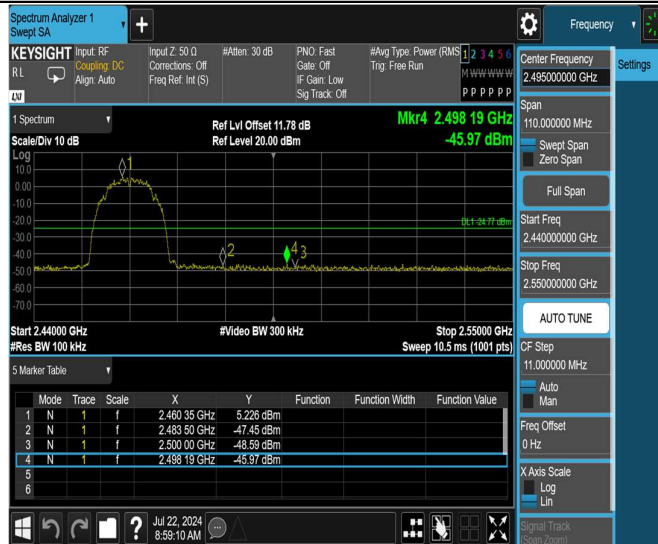 Spectrum Analyzer 1
Swept SA
Frequency
KEYSIGHT
RL
LXI
Input: RF
Coupling: DC
Align: Auto
Input Z: 50 Ω
Corrections: Off
Freq Ref: Int (S)
#Atten: 30 dB
PNO: Fast
Gate: Off
IF Gain: Low
Sig Track: Off
#Avg Type: Power (RMS
Trig: Free Run
1 2 3 4 5 6
M W W W W W
P P P P P P
1 Spectrum
Scale/Div 10 dB
Ref Lvl Offset 11.78 dB
Ref Level 20.00 dBm
Mkr4 2.498 19 GHz
-45.97 dBm
Log
10.0
0.00
-10.0
-20.0
-30.0
-40.0
-50.0
-60.0
-70.0
1
2
4
3
DL1 -24.77 dBm
Start 2.44000 GHz
#Video BW 300 kHz
Stop 2.55000 GHz
#Res BW 100 kHz
Sweep 10.5 ms (1001 pts)
5 Marker Table
Mode Trace Scale X Y Function Function Width Function Value
1 N 1 f 2.460 35 GHz 5.226 dBm
2 N 1 f 2.483 50 GHz -47.45 dBm
3 N 1 f 2.500 00 GHz -48.59 dBm
4 N 1 f 2.498 19 GHz -45.97 dBm
5
6
Jul 22, 2024
8:59:10 AM
Center Frequency
2.495000000 GHz
Settings
Span
110.000000 MHz
Swept Span
Zero Span
Full Span
Start Freq
2.440000000 GHz
Stop Freq
2.550000000 GHz
AUTO TUNE
CF Step
11.000000 MHz
Auto
Man
Freq Offset
0 Hz
X Axis Scale
Log
Lin
Signal Track
(Span Zoom)